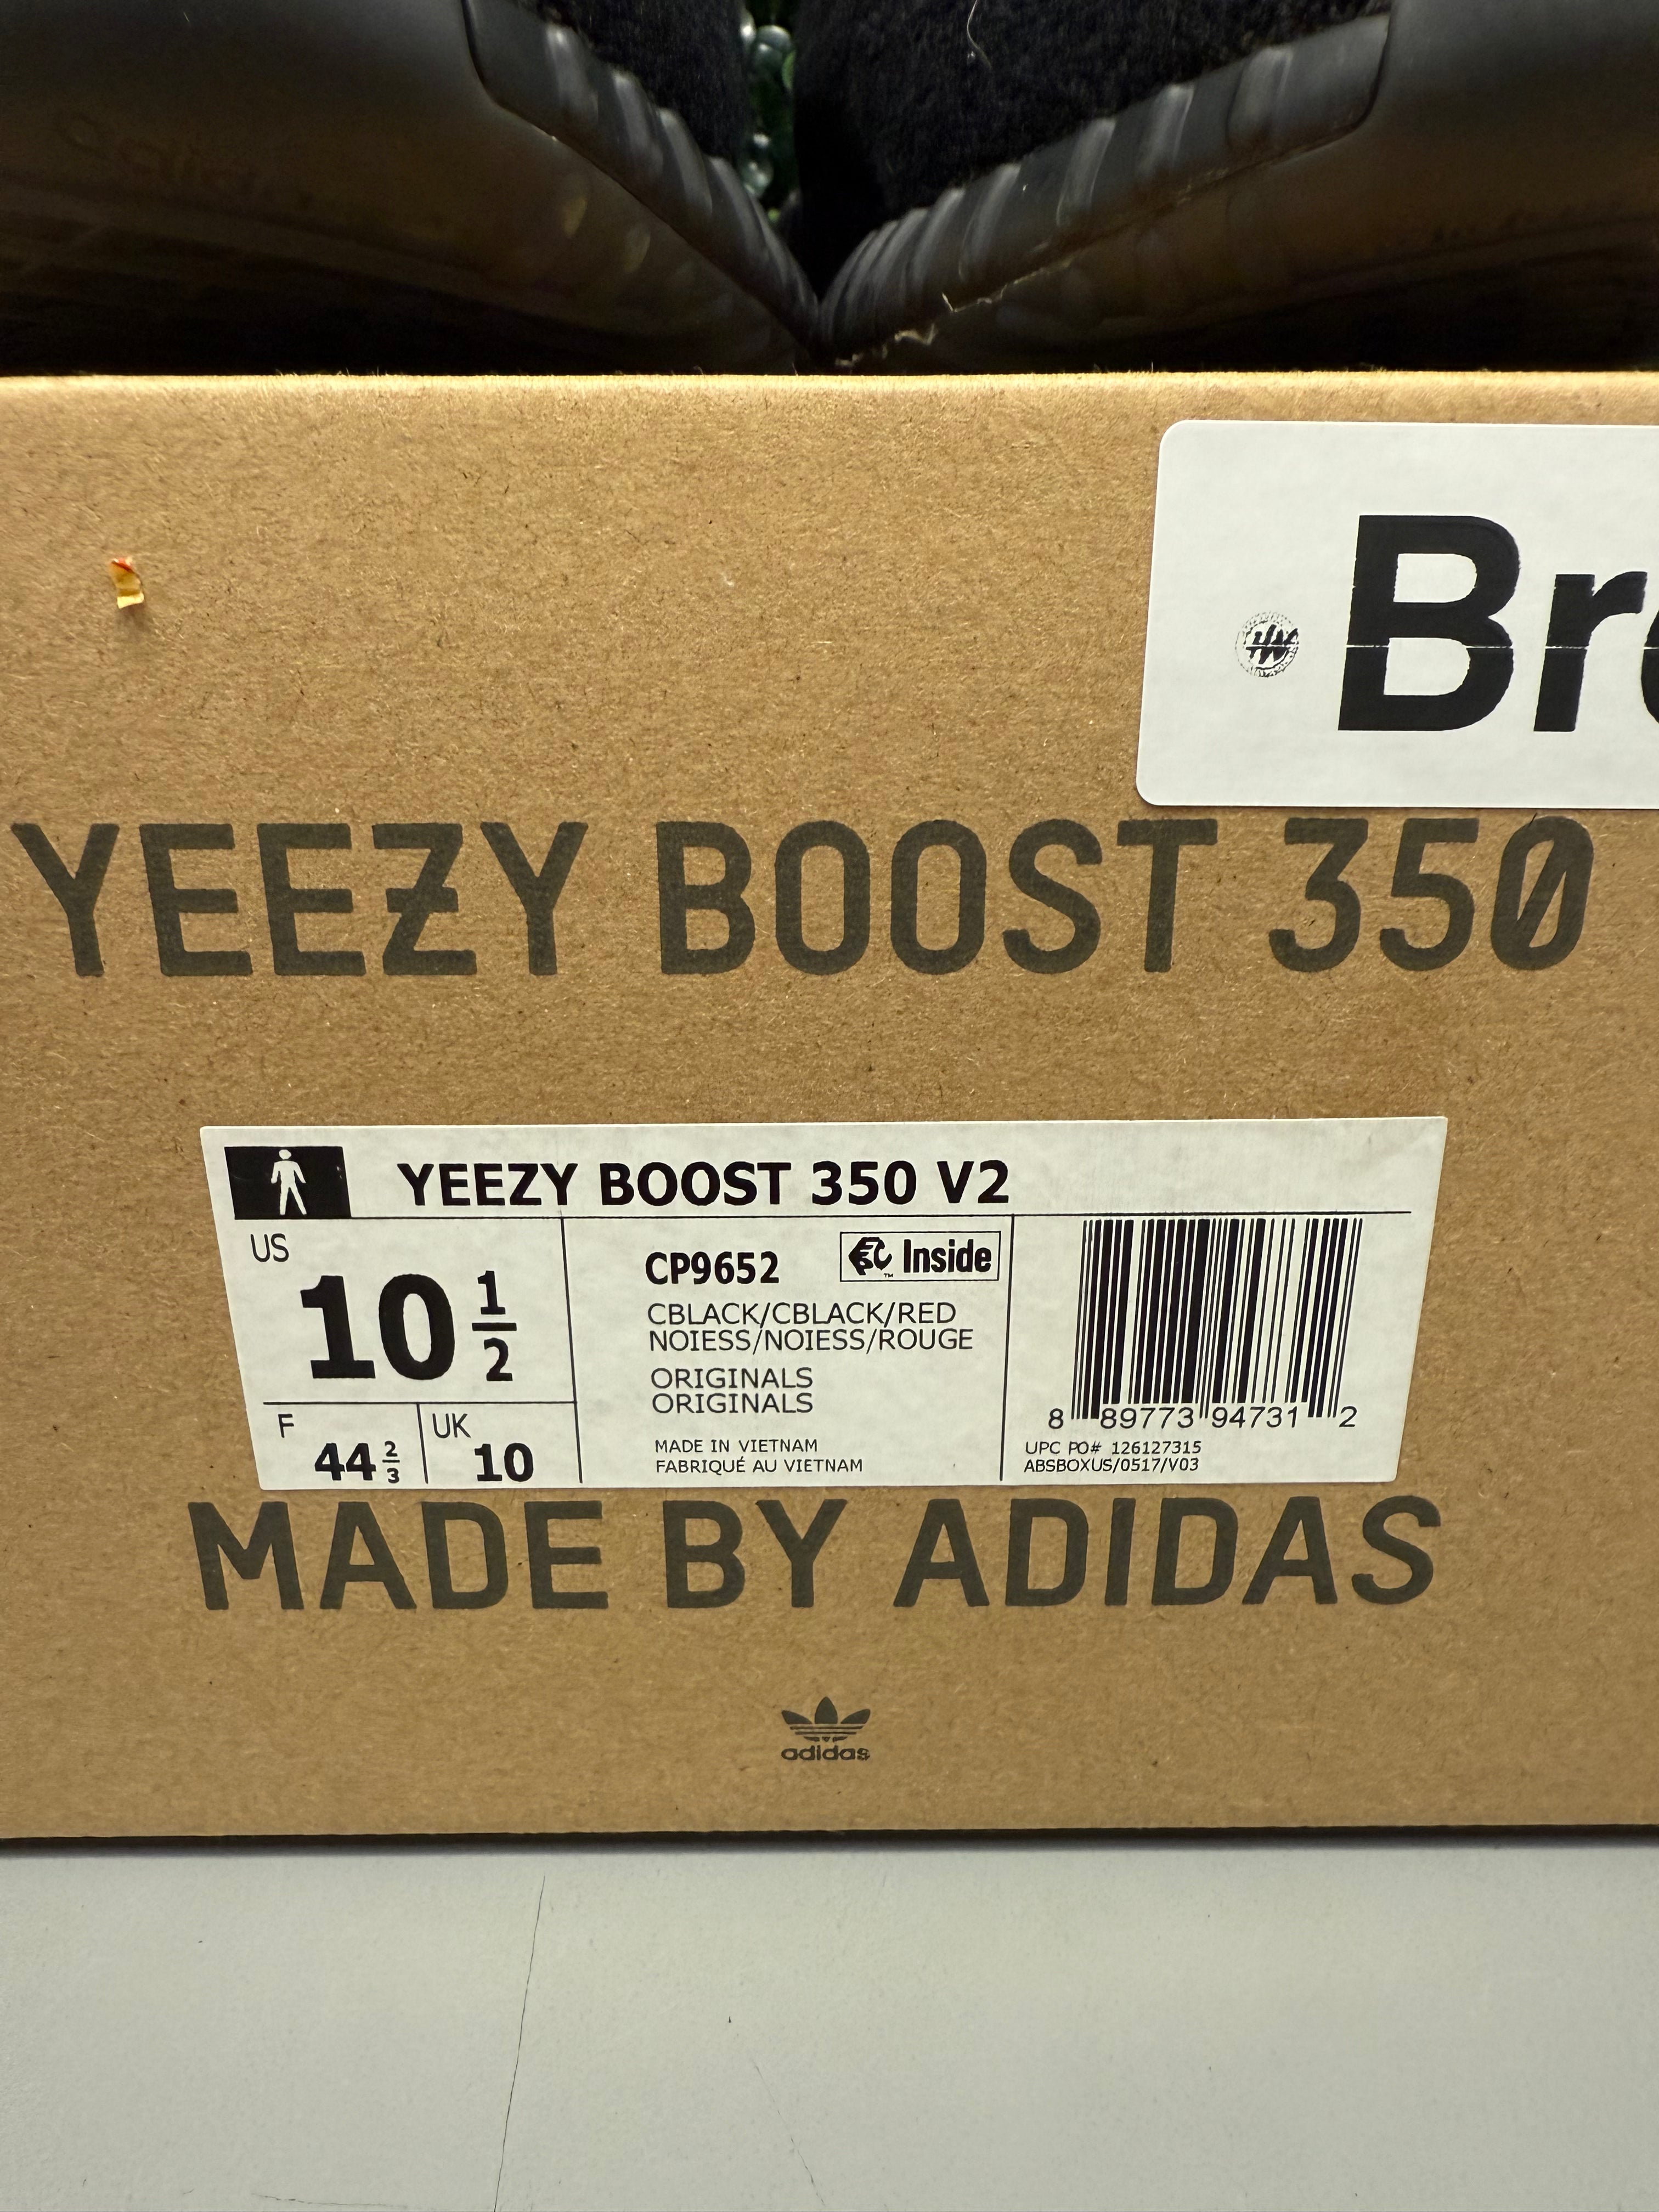 Br
YEEZY BOOST 350
YEEZY BOOST 350 V2
US
10 1/2
F
44 2/3
UK
10
CP9652
Inside
CBLACK/CBLACK/RED
NOIESS/NOIESS/ROUGE
ORIGINALS
ORIGINALS
MADE IN VIETNAM
FABRIQUÉ AU VIETNAM
8 89773 94731 2
UPC PO# 126127315
ABSBOXUS/0517/V03
MADE BY ADIDAS
adidas